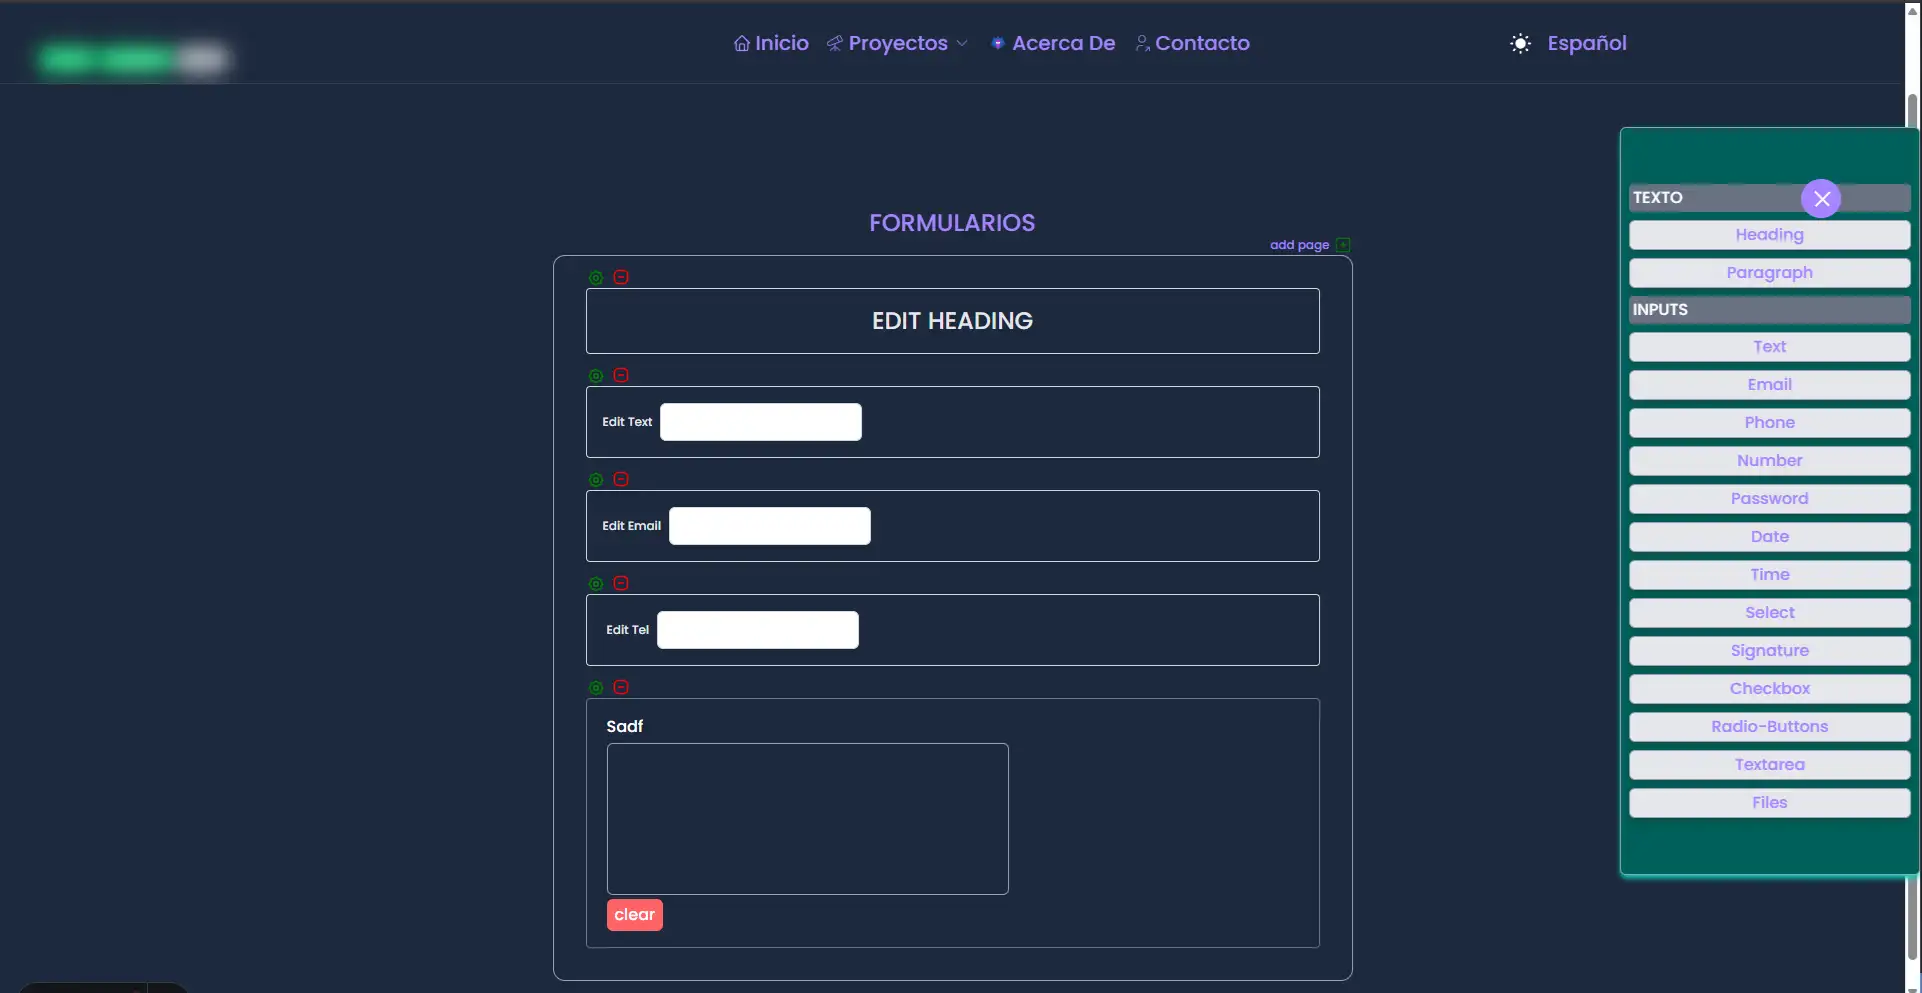 Inicio Proyectos Acerca De Contacto Español
FORMULARIOS
add page
EDIT HEADING
Edit Text
Edit Email
Edit Tel
Sadf
clear
TEXTO
Heading
Paragraph
INPUTS
Text
Email
Phone
Number
Password
Date
Time
Select
Signature
Checkbox
Radio-Buttons
Textarea
Files